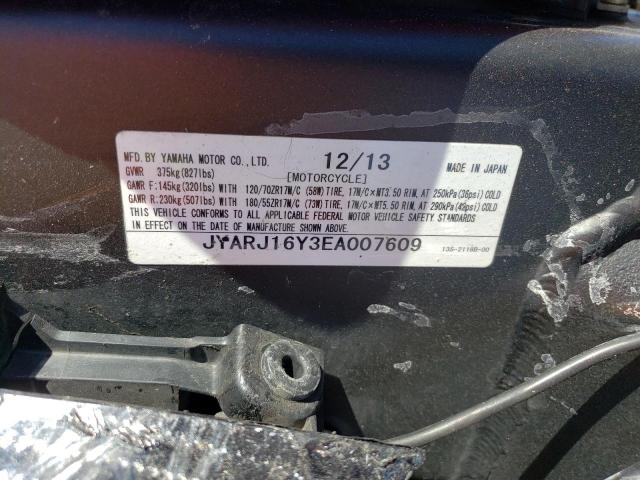 MFD. BY YAMAHA MOTOR CO., LTD. 12/13 MADE IN JAPAN
GVWR 375kg(827lbs) [MOTORCYCLE]
GAWR F:145kg(320lbs) WITH 120/70ZR17M/C (58W) TIRE, 17M/C×MT3.50 RIM, AT 250kPa(36psi) COLD
GAWR R:230kg(507lbs) WITH 180/55ZR17M/C (73W) TIRE, 17M/C×MT5.50 RIM, AT 290kPa(42psi) COLD
THIS VEHICLE CONFORMS TO ALL APPLICABLE FEDERAL MOTOR VEHICLE SAFETY STANDARDS
IN EFFECT ON THE DATE OF MANUFACTURE SHOWN ABOVE.
JYARJ16Y3EA007609 13S-2118B-00